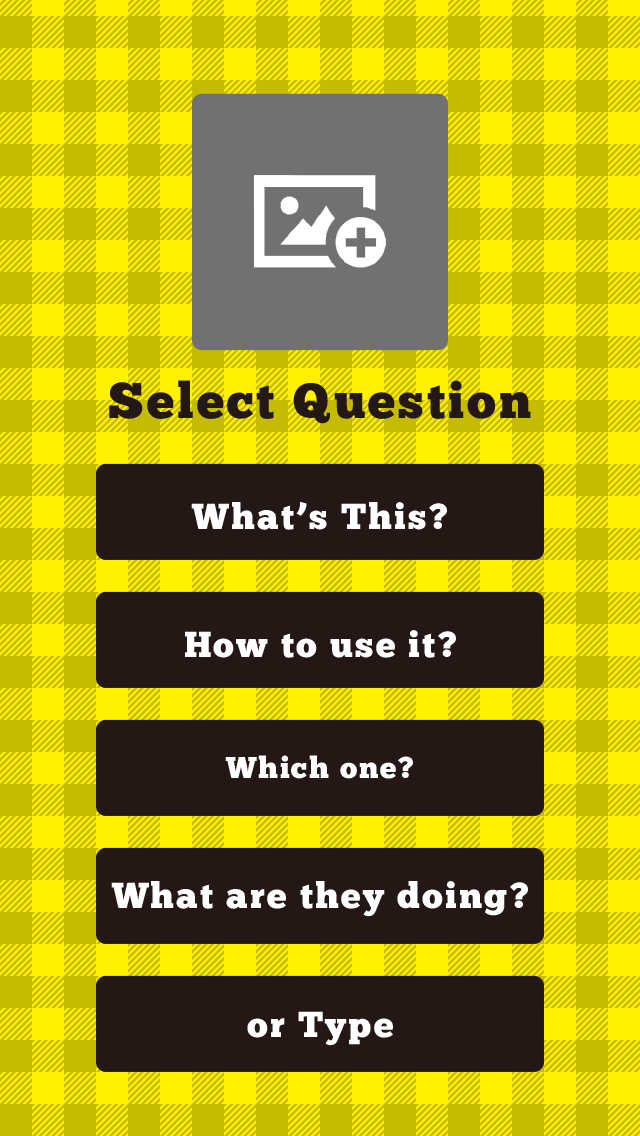 Select Question
What’s This?
How to use it?
Which one?
What are they doing?
or Type